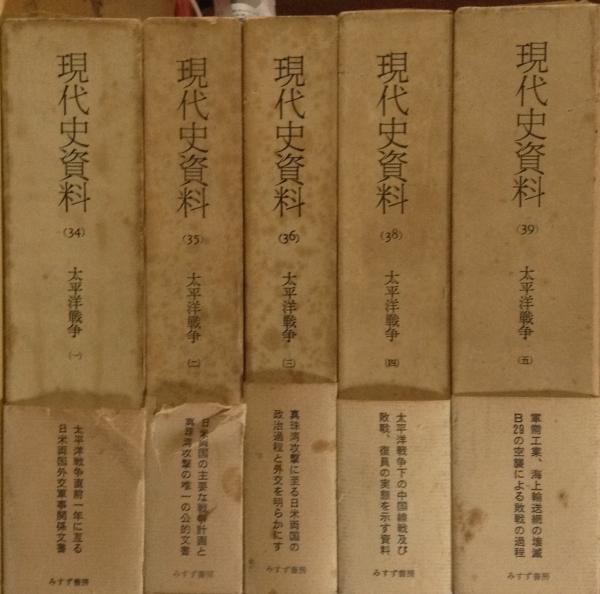 現代史資料
(34)
太平洋戦争
(一)
太平洋戦争直前一年に亙る
日米両国外交軍事関係文書
みすず書房
現代史資料
(35)
太平洋戦争
(二)
日米両国の主要な戦争計画と
真珠湾攻撃の唯一の公的文書
みすず書房
現代史資料
(36)
太平洋戦争
(三)
真珠湾攻撃に至る日米両国の
政治過程と外交を明らかにす
みすず書房
現代史資料
(38)
太平洋戦争
(四)
太平洋戦争下の中国線戦及び
敗戦、復員の実態を示す資料
みすず書房
現代史資料
(39)
太平洋戦争
(五)
軍需工業、海上輸送網の壊滅
B29の空襲による敗戦の過程
みすず書房